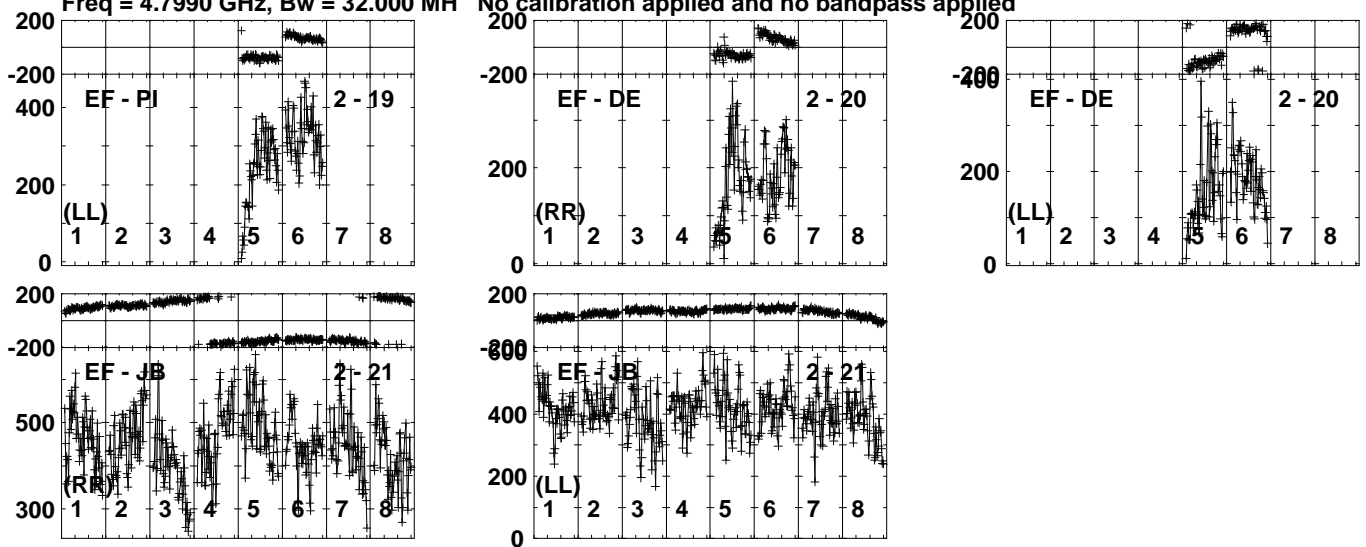 Freq = 4.7990 GHz, Bw = 32.000 MH No calibration applied and no bandpass applied
200
-200
EF - PI 2 - 19
400
200
(LL)
1 2 3 4 5 6 7 8
0
200
-200
EF - DE 2 - 20
200
(RR)
1 2 3 4 5 6 7 8
0
200
-200
400
EF - DE 2 - 20
200
(LL)
1 2 3 4 5 6 7 8
0
200
-200
EF - JB 2 - 21
500
(RR)
300
1 2 3 4 5 6 7 8
200
-200
600
EF - JB 2 - 21
400
200
(LL)
1 2 3 4 5 6 7 8
0